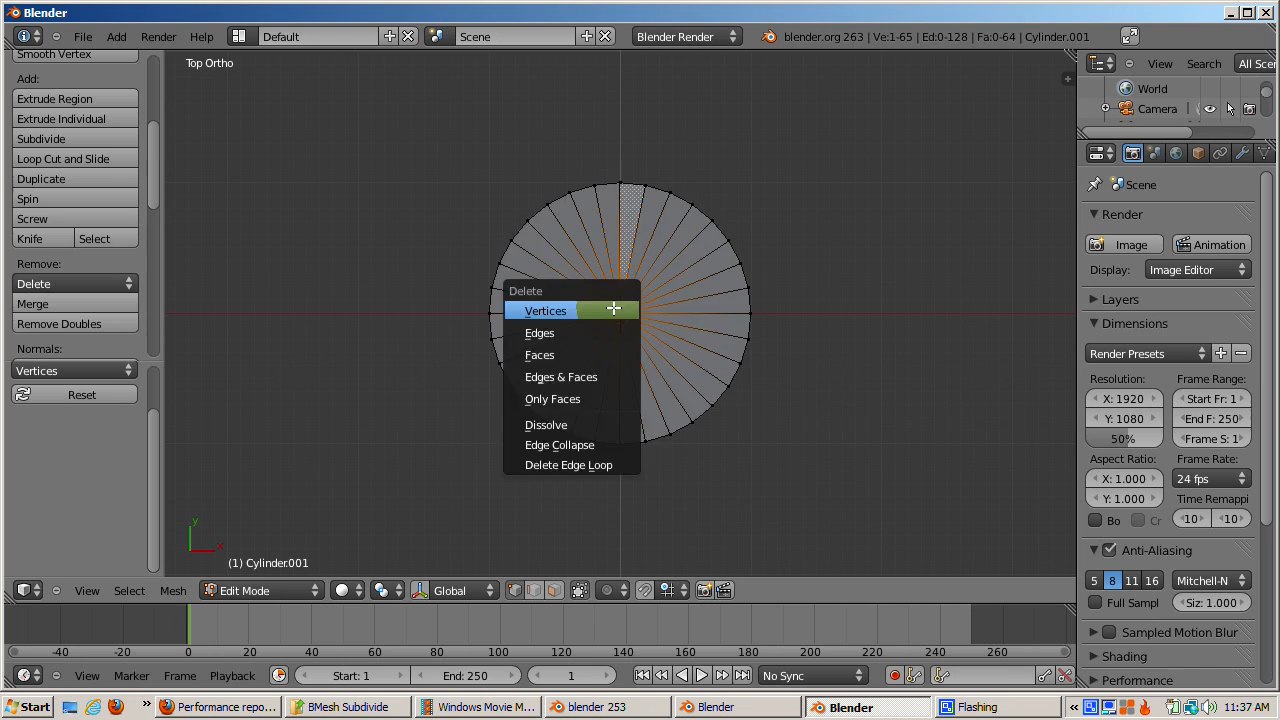 Blender
File Add Render Help Default Scene Blender Render blender.org 263 | Ve:1-65 | Ed:0-128 | Fa:0-64 | Cylinder.001
Smooth Vertex
Add:
Extrude Region
Extrude Individual
Subdivide
Loop Cut and Slide
Duplicate
Spin
Screw
Knife Select
Remove:
Delete
Merge
Remove Doubles
Normals:
Vertices
Reset
Top Ortho
Delete
Vertices
Edges
Faces
Edges & Faces
Only Faces
Dissolve
Edge Collapse
Delete Edge Loop
y
x
(1) Cylinder.001
View Search All Scer
World
Camera
Scene
Render
Image Animation
Display: Image Editor
Layers
Dimensions
Render Presets
Resolution: Frame Range:
X: 1920 Start Fr: 1
Y: 1080 End F: 250
50% Frame S: 1
Aspect Ratio: Frame Rate:
X: 1.000 24 fps
Y: 1.000 Time Remappi
Bo Cr 10 10
Anti-Aliasing
5 8 11 16 Mitchell-N
Full Sampl Siz: 1.000
Sampled Motion Blur
Shading
Performance
View Select Mesh Edit Mode Global
-40 -20 0 20 40 60 80 100 120 140 160 180 200 220 240 260
View Marker Frame Playback Start: 1 End: 250 1 No Sync
Start » Performance repo... BMesh Subdivide Windows Movie M... blender 253 Blender Blender Flashing « 11:37 AM